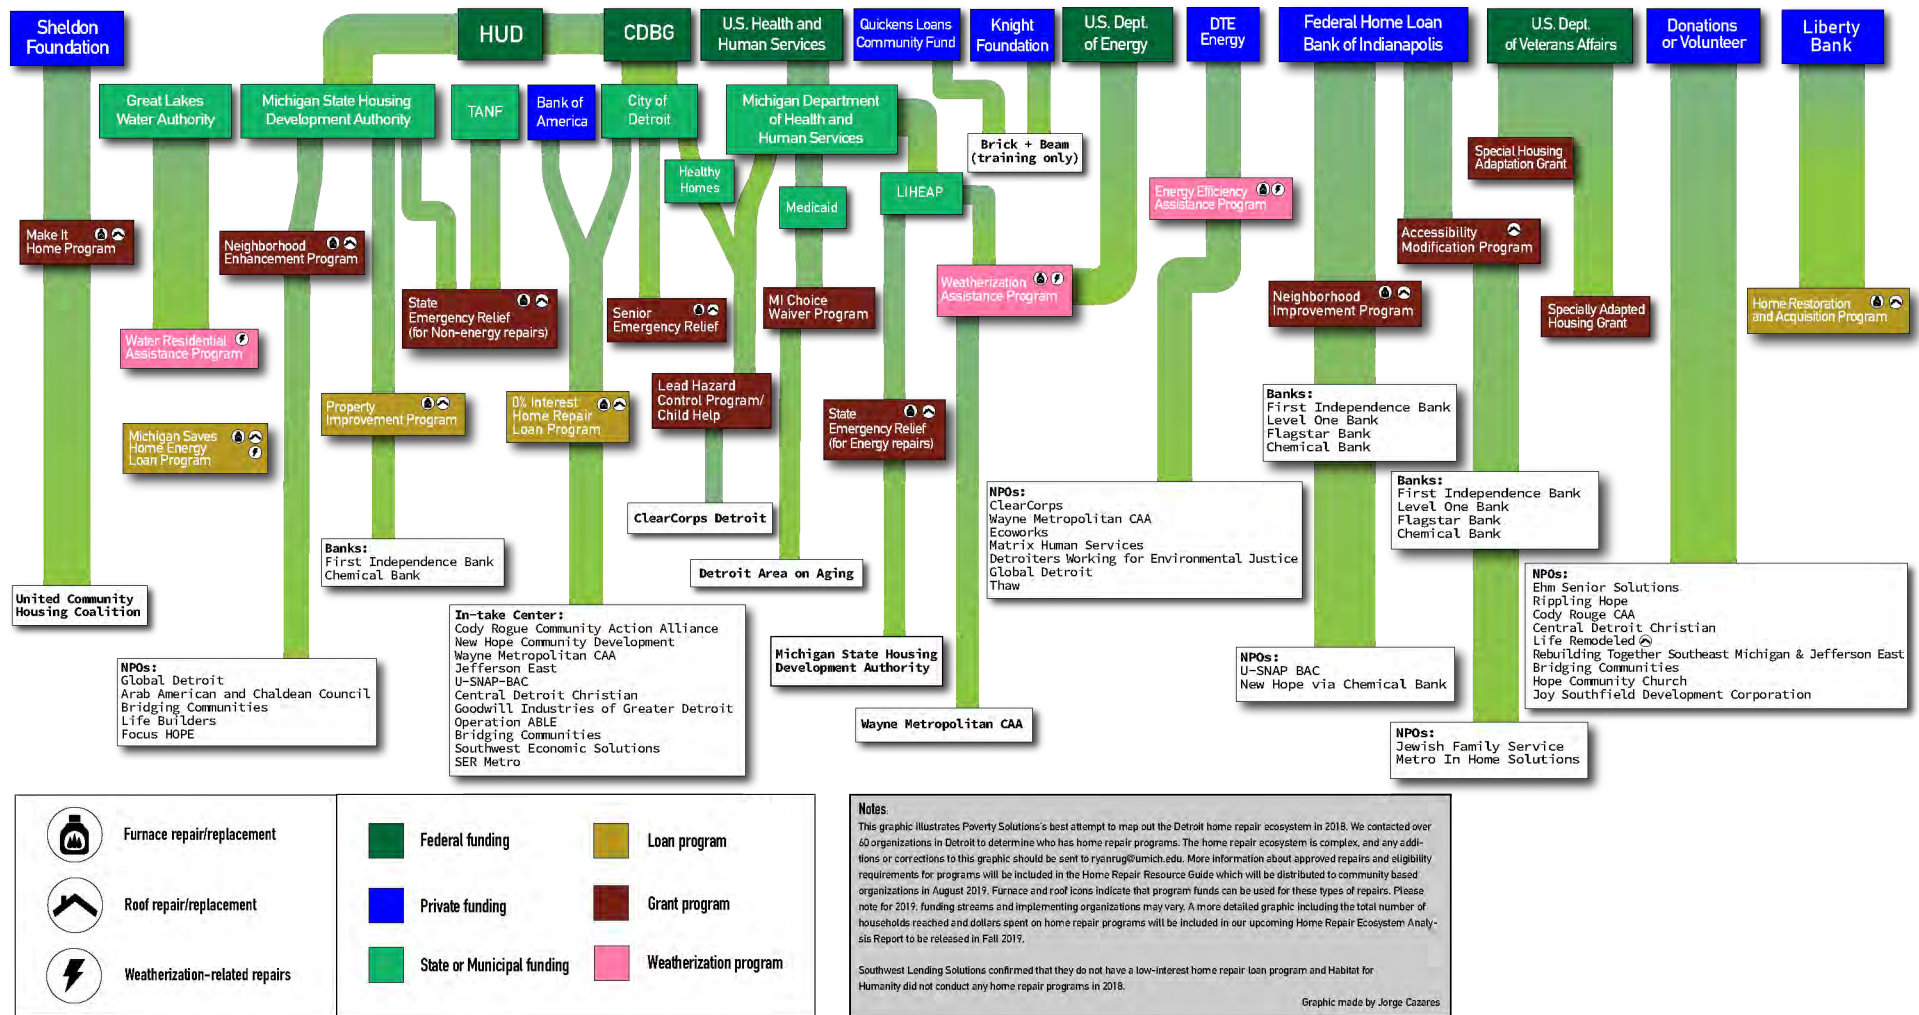 Sheldon
Foundation
HUD
CDBG
U.S. Health and
Human Services
Quickens Loans
Community Fund
Knight
Foundation
U.S. Dept.
of Energy
DTE
Energy
Federal Home Loan
Bank of Indianapolis
U.S. Dept.
of Veterans Affairs
Donations
or Volunteer
Liberty
Bank
Great Lakes
Water Authority
Michigan State Housing
Development Authority
TANF
Bank of
America
City of
Detroit
Michigan Department
of Health and
Human Services
Brick + Beam
(training only)
Healthy
Homes
Medicaid
LIHEAP
Energy Efficiency
Assistance Program
Special Housing
Adaptation Grant
Make It
Home Program
Neighborhood
Enhancement Program
Accessibility
Modification Program
State
Emergency Relief
(for Non-energy repairs)
Senior
Emergency Relief
MI Choice
Waiver Program
Weatherization
Assistance Program
Neighborhood
Improvement Program
Specially Adapted
Housing Grant
Home Restoration
and Acquisition Program
Water Residential
Assistance Program
Property
Improvement Program
0% Interest
Home Repair
Loan Program
Lead Hazard
Control Program/
Child Help
State
Emergency Relief
(for Energy repairs)
Michigan Saves
Home Energy
Loan Program
Banks:
First Independence Bank
Level One Bank
Flagstar Bank
Chemical Bank
Banks:
First Independence Bank
Level One Bank
Flagstar Bank
Chemical Bank
ClearCorps Detroit
NPOs:
ClearCorps
Wayne Metropolitan CAA
Ecoworks
Matrix Human Services
Detroiters Working for Environmental Justice
Global Detroit
Thaw
Banks:
First Independence Bank
Chemical Bank
Detroit Area on Aging
United Community
Housing Coalition
NPOs:
Ehm Senior Solutions
Rippling Hope
Cody Rouge CAA
Central Detroit Christian
Life Remodeled
Rebuilding Together Southeast Michigan & Jefferson East
Bridging Communities
Hope Community Church
Joy Southfield Development Corporation
In-take Center:
Cody Rogue Community Action Alliance
New Hope Community Development
Wayne Metropolitan CAA
Jefferson East
U-SNAP-BAC
Central Detroit Christian
Goodwill Industries of Greater Detroit
Operation ABLE
Bridging Communities
Southwest Economic Solutions
SER Metro
Michigan State Housing
Development Authority
NPOs:
U-SNAP BAC
New Hope via Chemical Bank
NPOs:
Global Detroit
Arab American and Chaldean Council
Bridging Communities
Life Builders
Focus HOPE
Wayne Metropolitan CAA
NPOs:
Jewish Family Service
Metro In Home Solutions
Furnace repair/replacement
Roof repair/replacement
Weatherization-related repairs
Federal funding
Private funding
State or Municipal funding
Loan program
Grant program
Weatherization program
Notes.
This graphic illustrates Poverty Solutions's best attempt to map out the Detroit home repair ecosystem in 2018. We contacted over
60 organizations in Detroit to determine who has home repair programs. The home repair ecosystem is complex, and any addi-
tions or corrections to this graphic should be sent to ryanrug@umich.edu. More information about approved repairs and eligibility
requirements for programs will be included in the Home Repair Resource Guide which will be distributed to community based
organizations in August 2019. Furnace and roof icons indicate that program funds can be used for these types of repairs. Please
note for 2019, funding streams and implementing organizations may vary. A more detailed graphic including the total number of
households reached and dollars spent on home repair programs will be included in our upcoming Home Repair Ecosystem Analy-
sis Report to be released in Fall 2019.
Southwest Lending Solutions confirmed that they do not have a low-interest home repair loan program and Habitat for
Humanity did not conduct any home repair programs in 2018.
Graphic made by Jorge Cazares